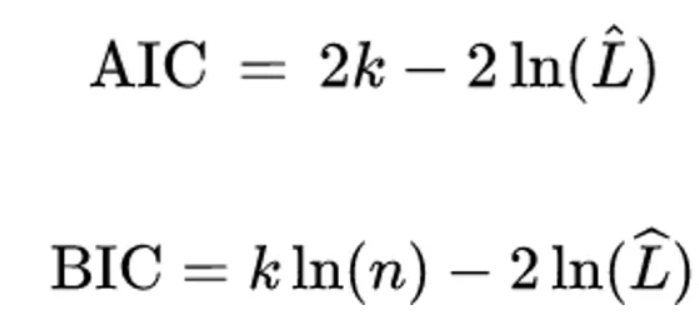 AIC = 2k − 2 ln(L̂)
BIC = k ln(n) − 2 ln(L̂)